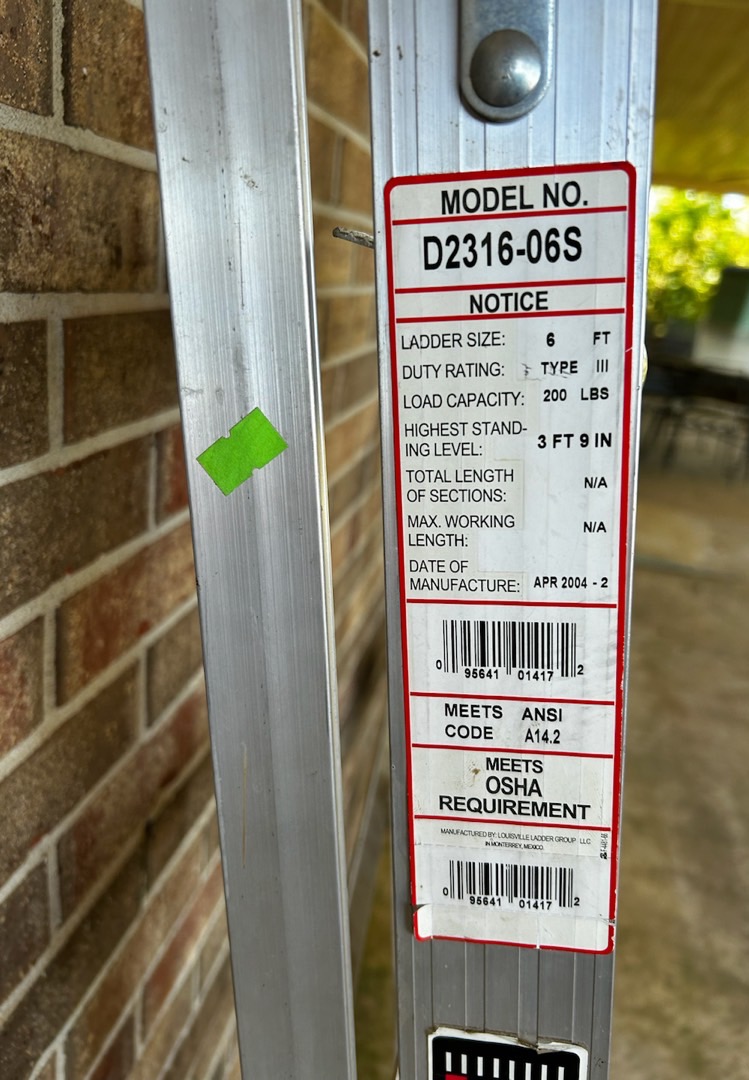 MODEL NO.
D2316-06S
NOTICE
LADDER SIZE: 6 FT
DUTY RATING: TYPE III
LOAD CAPACITY: 200 LBS
HIGHEST STAND-
ING LEVEL: 3 FT 9 IN
TOTAL LENGTH
OF SECTIONS: N/A
MAX. WORKING
LENGTH: N/A
DATE OF
MANUFACTURE: APR 2004 - 2
0 95641 01417 2
MEETS ANSI
CODE A14.2
MEETS
OSHA
REQUIREMENT
MANUFACTURED BY: LOUISVILLE LADDER GROUP LLC
IN MONTERREY, MEXICO.
0 95641 01417 2